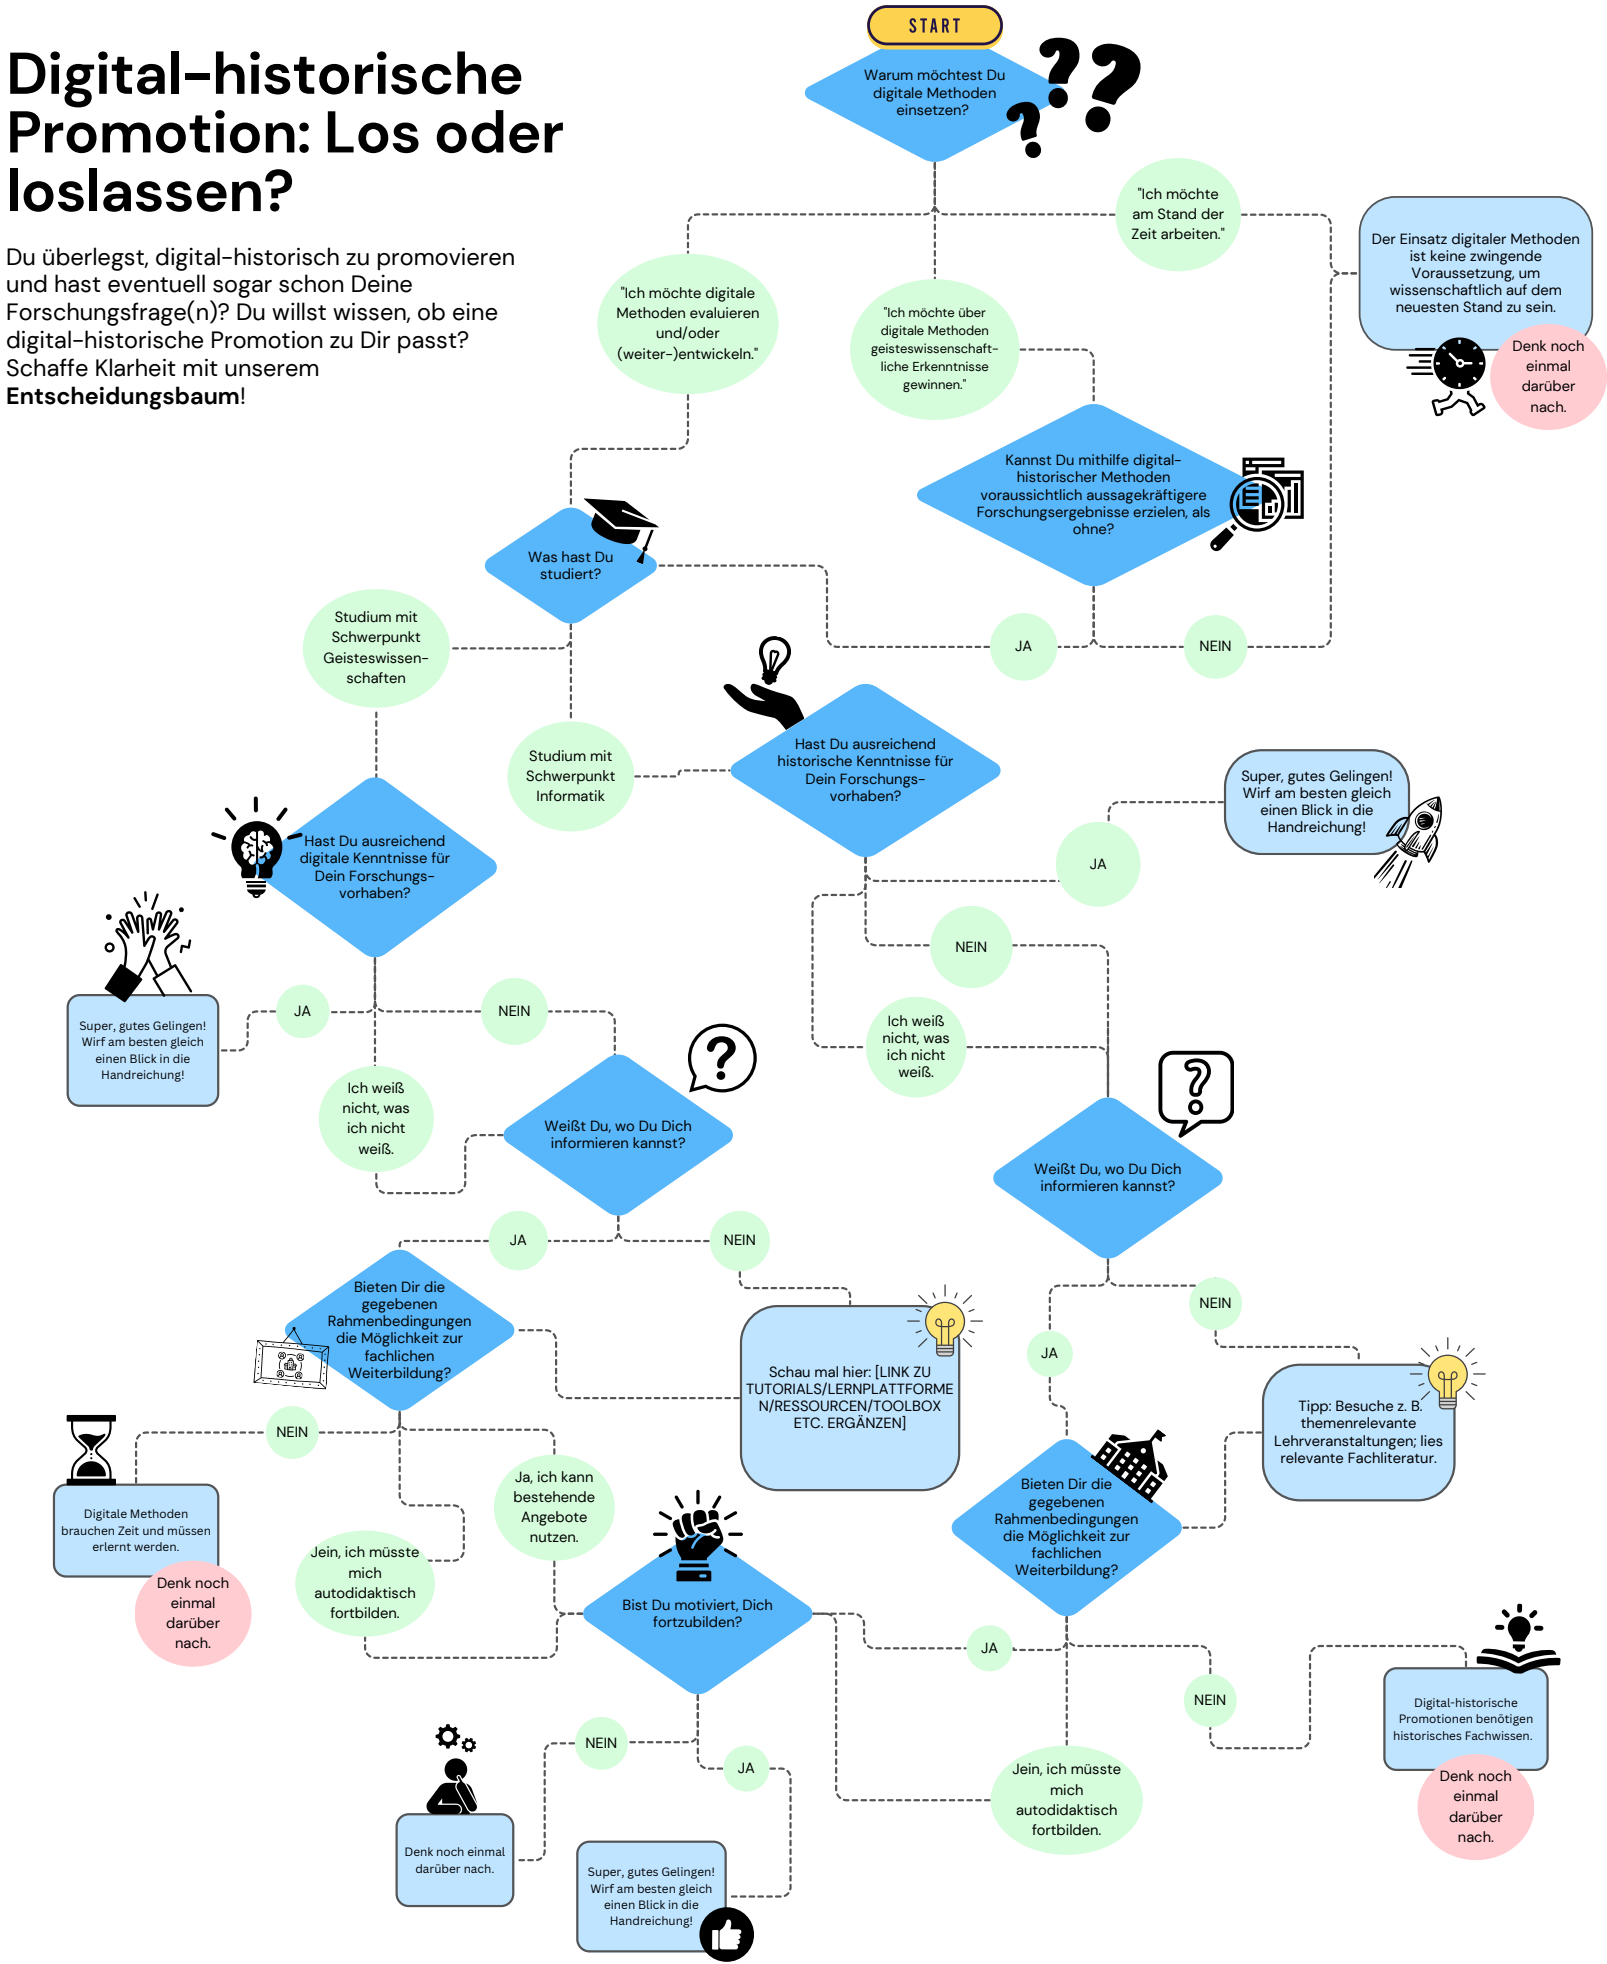 START
Digital-historische
Promotion: Los oder
loslassen?
Du überlegst, digital-historisch zu promovieren
und hast eventuell sogar schon Deine
Forschungsfrage(n)? Du willst wissen, ob eine
digital-historische Promotion zu Dir passt?
Schaffe Klarheit mit unserem
Entscheidungsbaum!
Warum möchtest Du
digitale Methoden
einsetzen?
"Ich möchte
am Stand der
Zeit arbeiten."
Der Einsatz digitaler Methoden
ist keine zwingende
Voraussetzung, um
wissenschaftlich auf dem
neuesten Stand zu sein.
Denk noch
einmal
darüber
nach.
"Ich möchte digitale
Methoden evaluieren
und/oder
(weiter-)entwickeln."
"Ich möchte über
digitale Methoden
geisteswissenschaft-
liche Erkenntnisse
gewinnen."
Kannst Du mithilfe digital-
historischer Methoden
voraussichtlich aussagekräftigere
Forschungsergebnisse erzielen, als
ohne?
Was hast Du
studiert?
JA
NEIN
Studium mit
Schwerpunkt
Geisteswissen-
schaften
Studium mit
Schwerpunkt
Informatik
Hast Du ausreichend
historische Kenntnisse für
Dein Forschungs-
vorhaben?
Super, gutes Gelingen!
Wirf am besten gleich
einen Blick in die
Handreichung!
JA
Hast Du ausreichend
digitale Kenntnisse für
Dein Forschungs-
vorhaben?
NEIN
JA
NEIN
Super, gutes Gelingen!
Wirf am besten gleich
einen Blick in die
Handreichung!
Ich weiß
nicht, was
ich nicht
weiß.
Ich weiß
nicht, was
ich nicht
weiß.
Weißt Du, wo Du Dich
informieren kannst?
Weißt Du, wo Du Dich
informieren kannst?
JA
NEIN
NEIN
JA
Bieten Dir die
gegebenen
Rahmenbedingungen
die Möglichkeit zur
fachlichen
Weiterbildung?
Schau mal hier: [LINK ZU
TUTORIALS/LERNPLATTFORME
N/RESSOURCEN/TOOLBOX
ETC. ERGÄNZEN]
Tipp: Besuche z. B.
themenrelevante
Lehrveranstaltungen; lies
relevante Fachliteratur.
NEIN
Ja, ich kann
bestehende
Angebote
nutzen.
Bieten Dir die
gegebenen
Rahmenbedingungen
die Möglichkeit zur
fachlichen
Weiterbildung?
Digitale Methoden
brauchen Zeit und müssen
erlernt werden.
Denk noch
einmal
darüber
nach.
Jein, ich müsste
mich
autodidaktisch
fortbilden.
Bist Du motiviert, Dich
fortzubilden?
JA
NEIN
Digital-historische
Promotionen benötigen
historisches Fachwissen.
Denk noch
einmal
darüber
nach.
NEIN
JA
Jein, ich müsste
mich
autodidaktisch
fortbilden.
Denk noch einmal
darüber nach.
Super, gutes Gelingen!
Wirf am besten gleich
einen Blick in die
Handreichung!